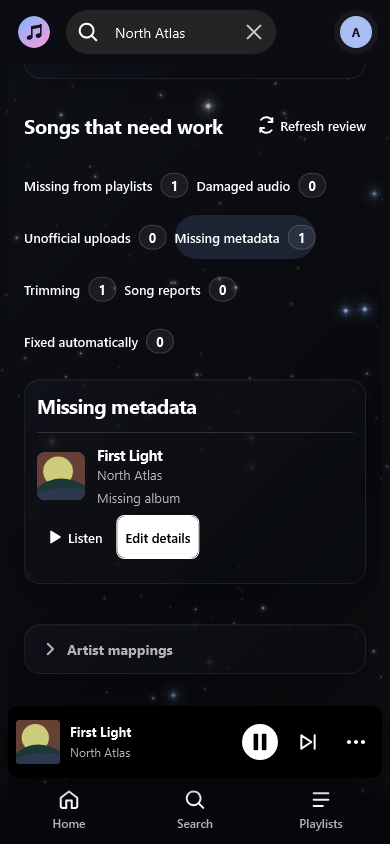 North Atlas
A
Songs that need work
Refresh review
Missing from playlists 1 Damaged audio 0
Unofficial uploads 0 Missing metadata 1
Trimming 1 Song reports 0
Fixed automatically 0
Missing metadata
First Light
North Atlas
Missing album
Listen Edit details
Artist mappings
First Light
North Atlas
Home Search Playlists